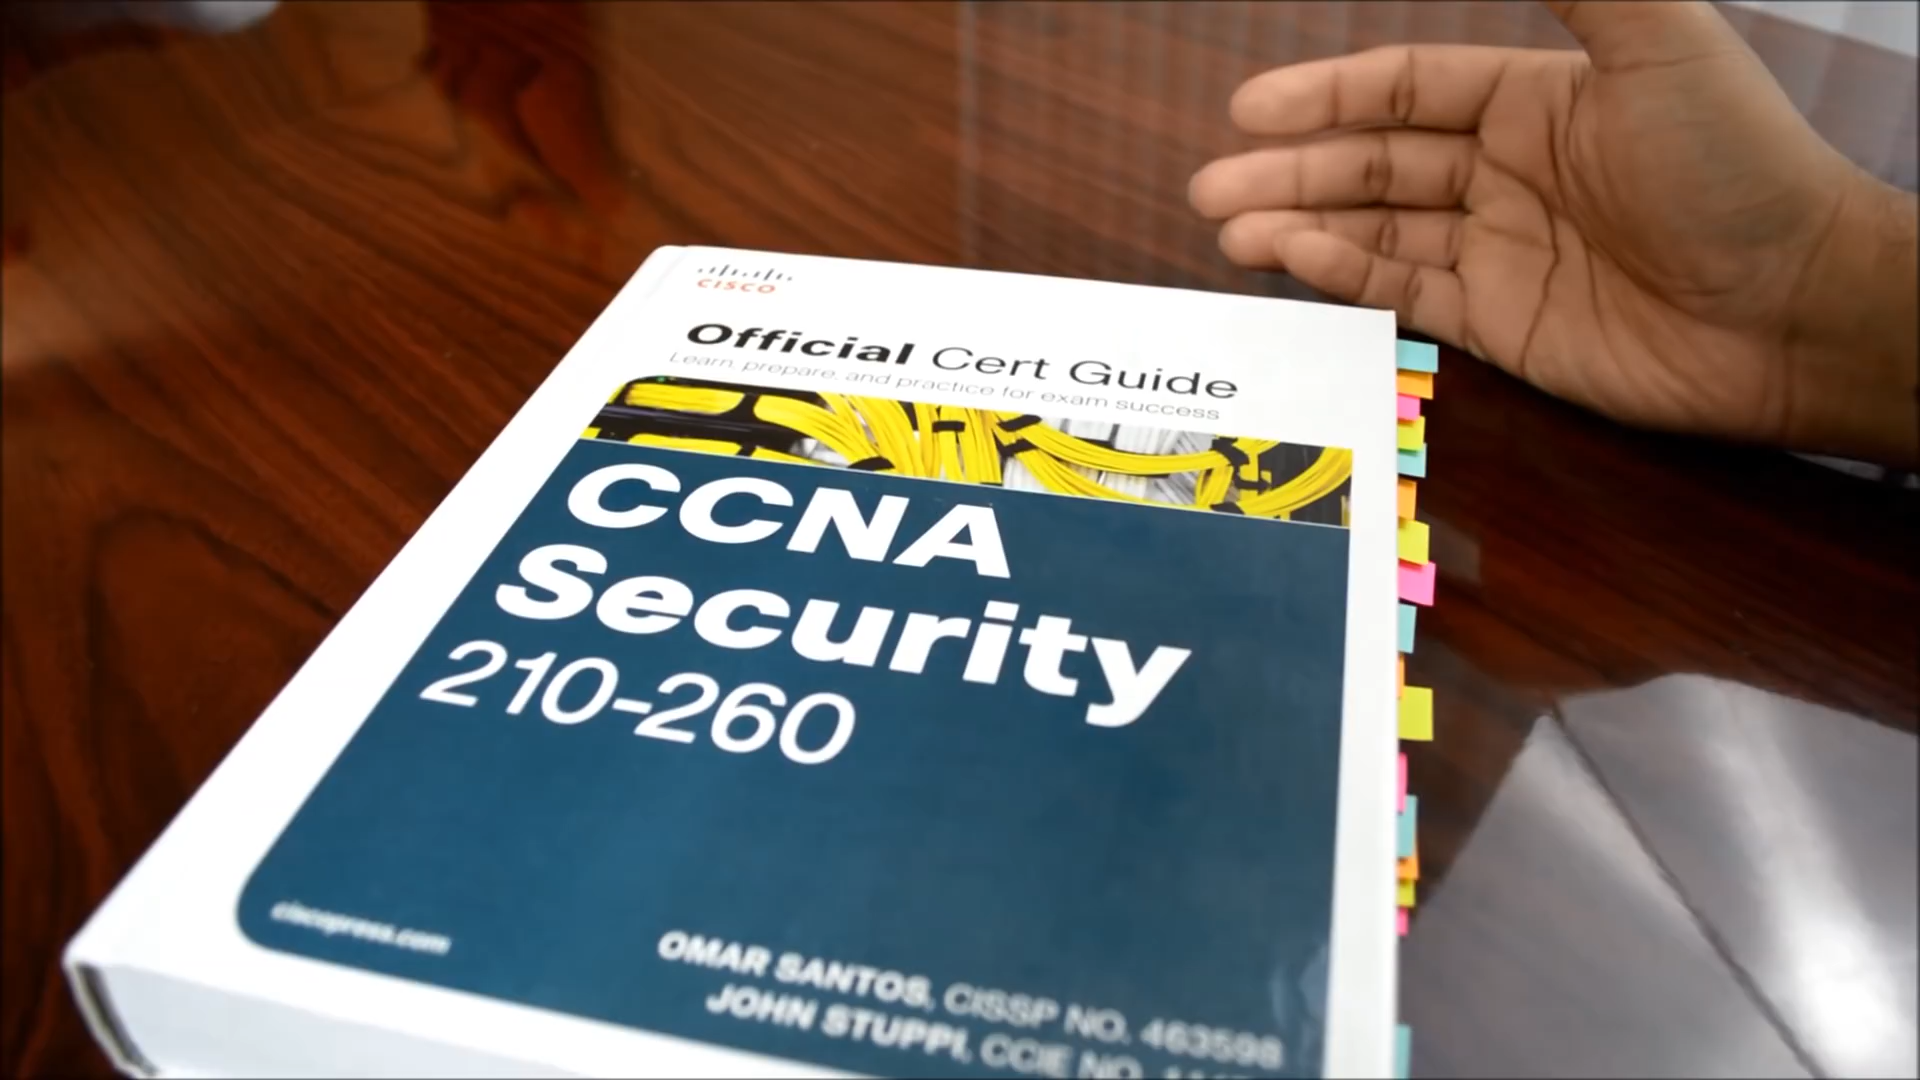 CISCO
Official Cert Guide
Learn, prepare, and practice for exam success
CCNA
Security
210-260
ciscopress.com
OMAR SANTOS, CISSP NO. 463598
JOHN STUPPI, CCIE NO.